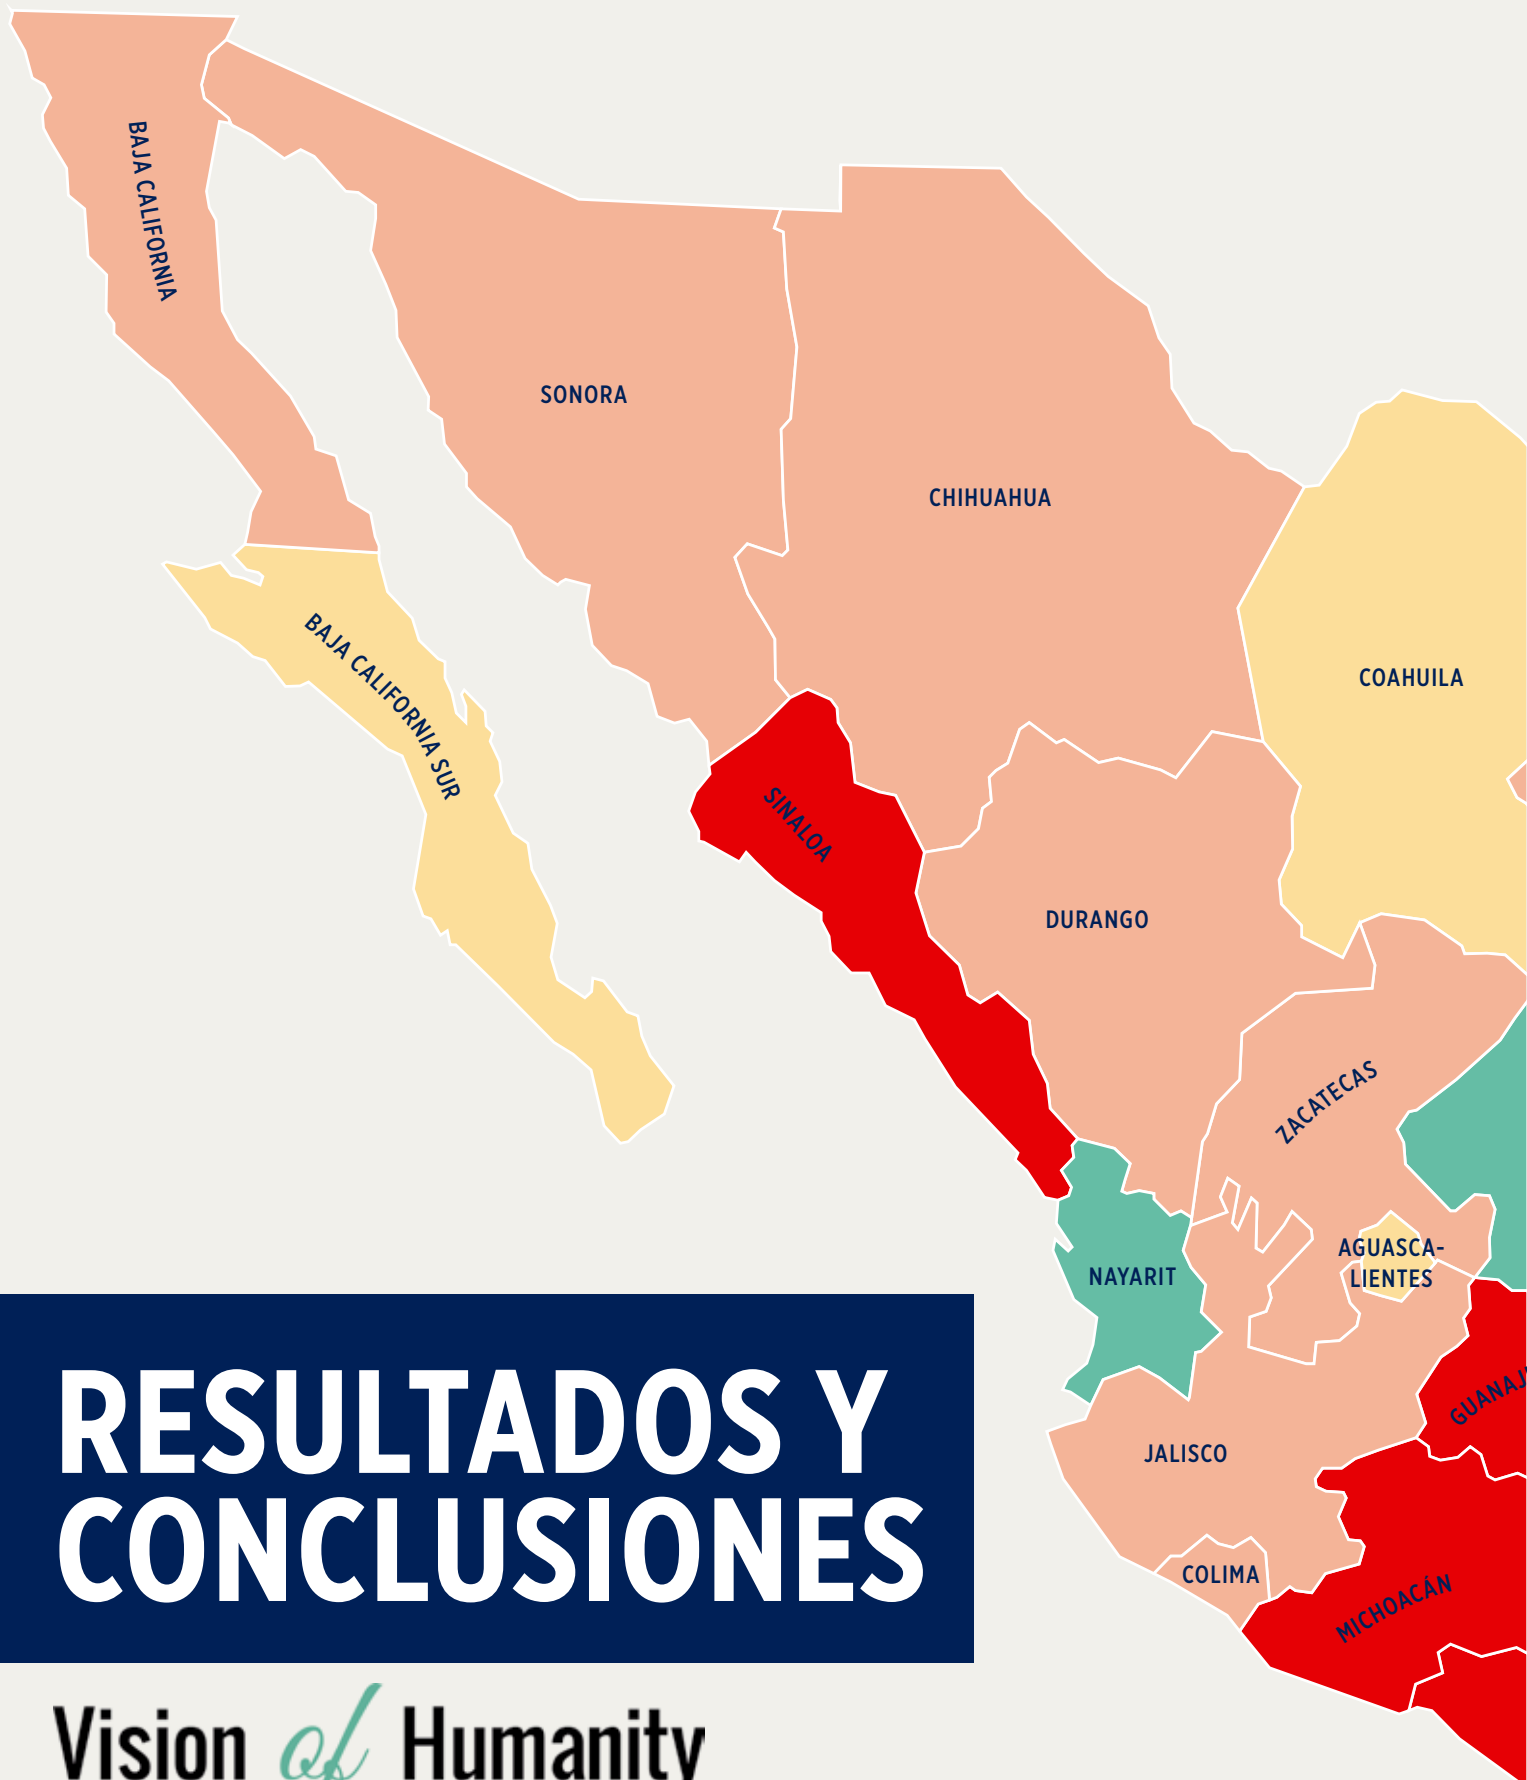 BAJA CALIFORNIA
SONORA
CHIHUAHUA
COAHUILA
BAJA CALIFORNIA SUR
SINALOA
DURANGO
ZACATECAS
AGUASCA-
LIENTES
NAYARIT
GUANAJ
JALISCO
COLIMA
MICHOACÁN
RESULTADOS Y
CONCLUSIONES
Vision of Humanity